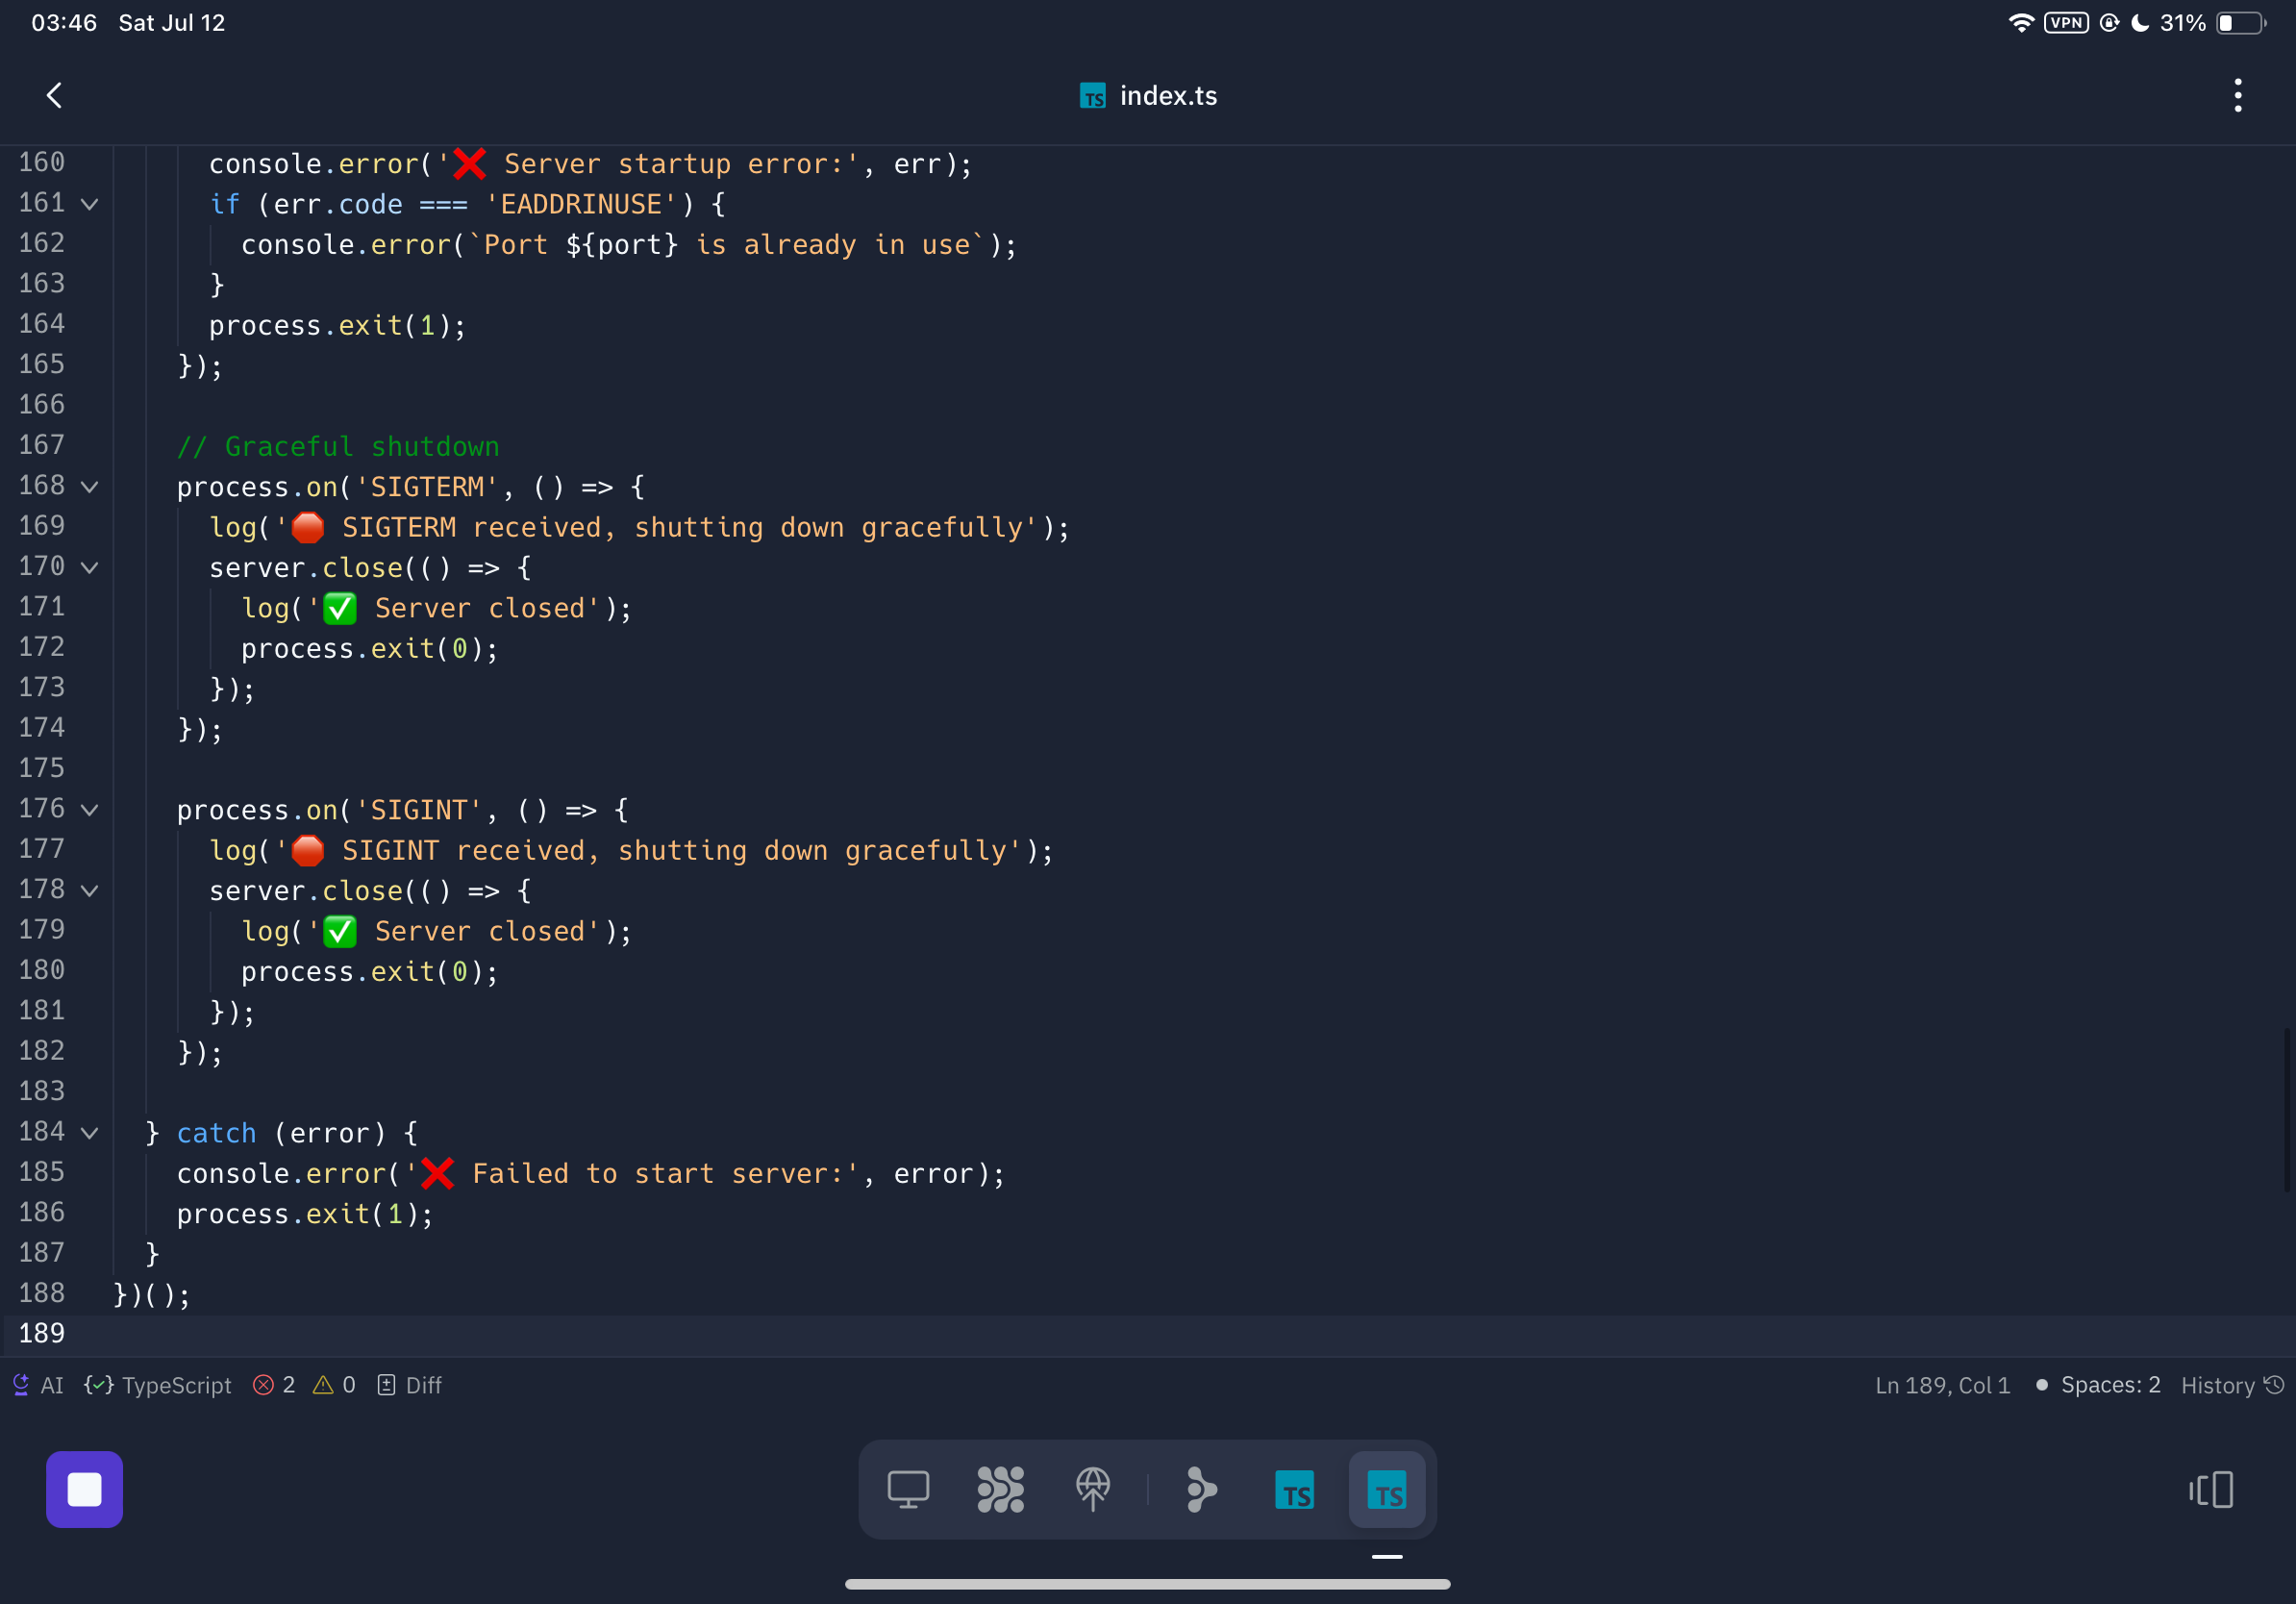 03:46 Sat Jul 12
VPN 31%
TS index.ts
160 console.error('❌ Server startup error:', err);
161 if (err.code === 'EADDRINUSE') {
162 console.error(`Port ${port} is already in use`);
163 }
164 process.exit(1);
165 });
166
167 // Graceful shutdown
168 process.on('SIGTERM', () => {
169 log('🛑 SIGTERM received, shutting down gracefully');
170 server.close(() => {
171 log('✅ Server closed');
172 process.exit(0);
173 });
174 });
175
176 process.on('SIGINT', () => {
177 log('🛑 SIGINT received, shutting down gracefully');
178 server.close(() => {
179 log('✅ Server closed');
180 process.exit(0);
181 });
182 });
183
184 } catch (error) {
185 console.error('❌ Failed to start server:', error);
186 process.exit(1);
187 }
188 })();
189
AI {✓} TypeScript 2 0 Diff Ln 189, Col 1 Spaces: 2 History
TS TS